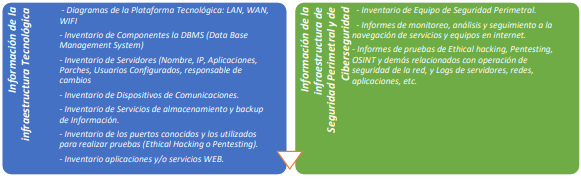 Información de la
infraestructura Tecnológica
- Diagramas de la Plataforma Tecnológica: LAN, WAN,
WIFI
- Inventario de Componentes la DBMS (Data Base
Management System)
- Inventario de Servidores (Nombre, IP, Aplicaciones,
Parches, Usuarios Configurados, responsable de
cambios
- Inventario de Dispositivos de Comunicaciones.
- Inventario de Servicios de almacenamiento y backup
de Información.
- Inventario de los puertos conocidos y los utilizados
para realizar pruebas (Ethical Hacking o Pentesting).
- Inventario aplicaciones y/o servicios WEB.
Información de la
infraestructura de
Seguridad Perimetral y de
Ciberseguridad
- Inventario de Equipo de Seguridad Perimetral.
- Informes de monitoreo, análisis y seguimiento a la
navegación de servicios y equipos en internet.
- Informes de pruebas de Ethical hacking, Pentesting,
OSINT y demás relacionados con operación de
seguridad de la red, y Logs de servidores, redes,
aplicaciones, etc.